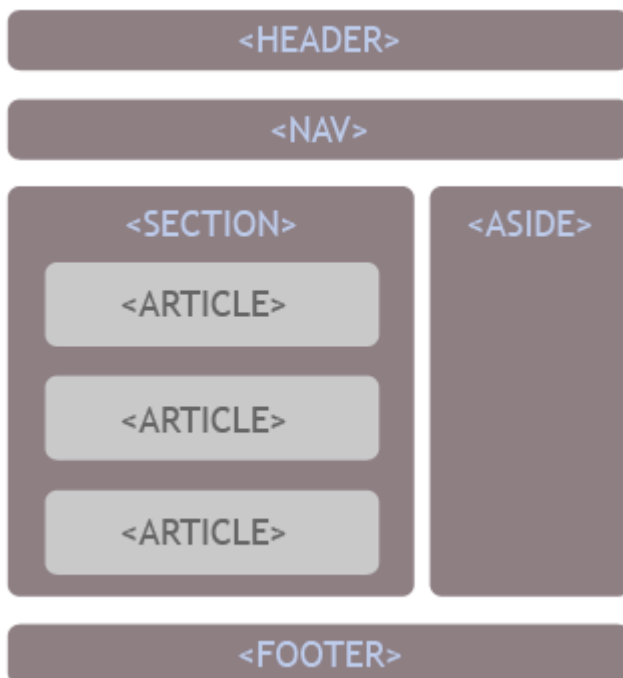 <HEADER>
<NAV>
<SECTION>
<ARTICLE>
<ARTICLE>
<ARTICLE>
<ASIDE>
<FOOTER>